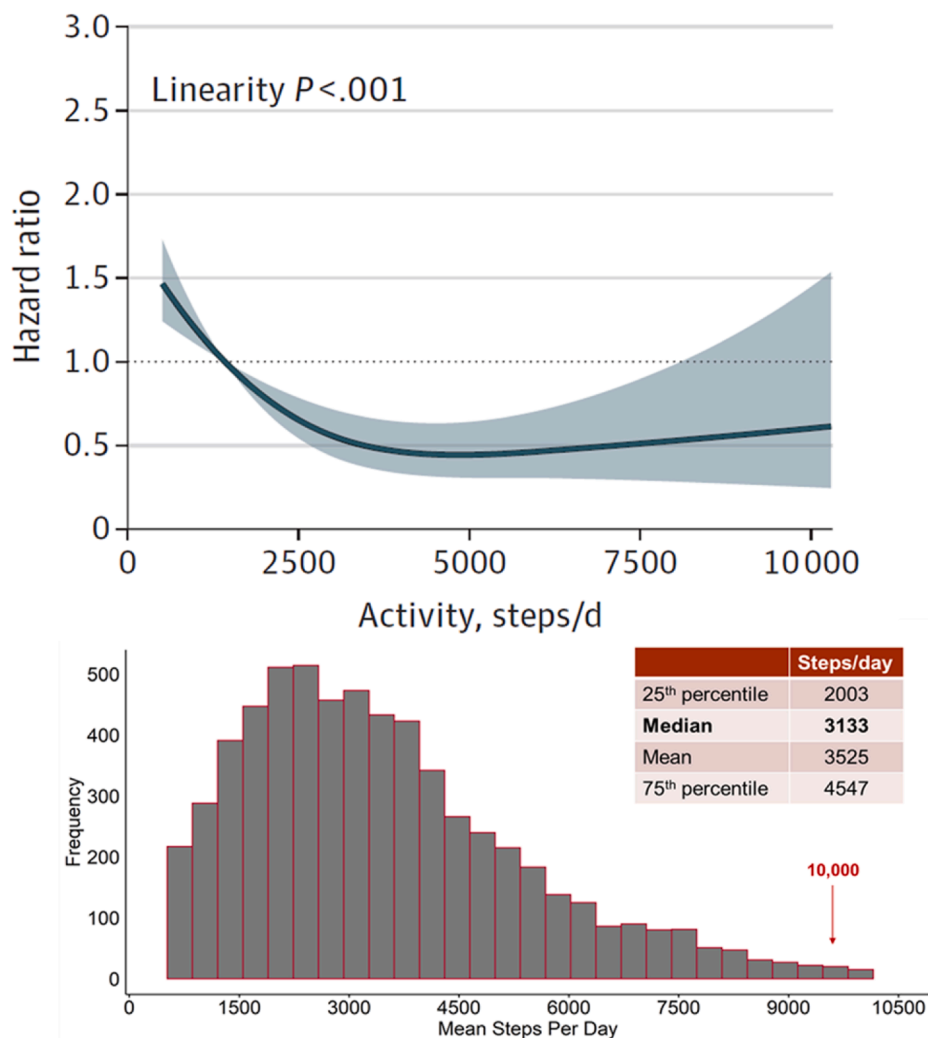 3.0
Linearity P<.001
2.5
2.0
Hazard ratio
1.5
1.0
0.5
0
0 2500 5000 7500 10 000
Activity, steps/d
Steps/day
25th percentile 2003
Median 3133
Mean 3525
75th percentile 4547
500
400
300
Frequency
200
10,000
100
0
0 1500 3000 4500 6000 7500 9000 10500
Mean Steps Per Day